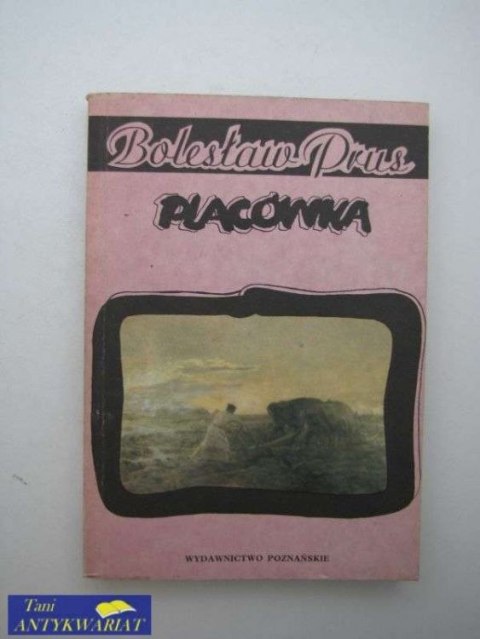 Bolesław Prus
PLACÓWKA
WYDAWNICTWO POZNAŃSKIE
Tani
ANTYKWARIAT